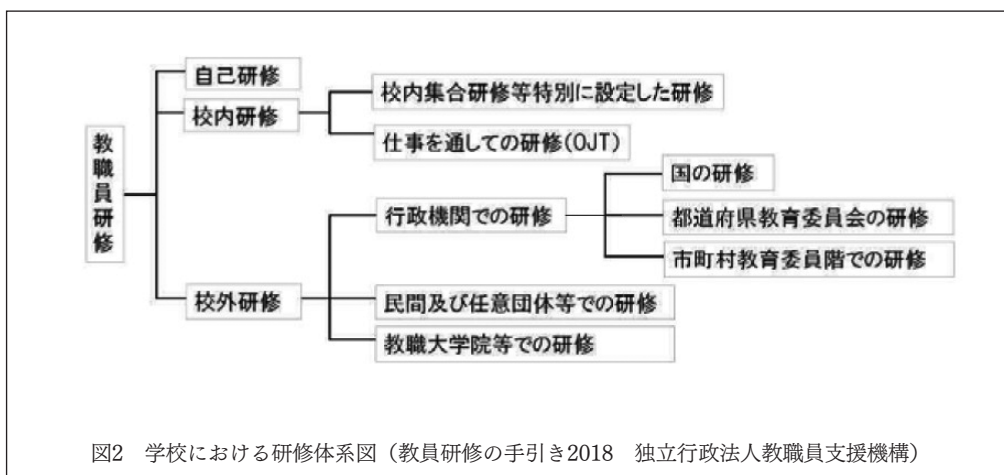 教職員研修
自己研修
校内研修
校内集合研修等特別に設定した研修
仕事を通しての研修(OJT)
校外研修
行政機関での研修
国の研修
都道府県教育委員会の研修
市町村教育委員階での研修
民間及び任意団体等での研修
教職大学院等での研修
図2 学校における研修体系図（教員研修の手引き2018 独立行政法人教職員支援機構）